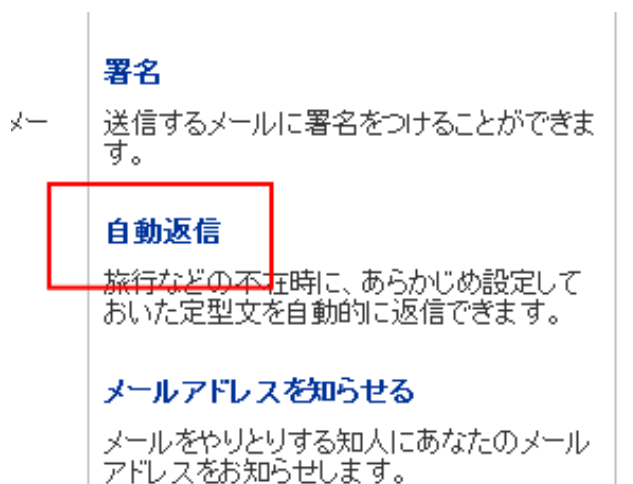 署名
メー
送信するメールに署名をつけることができま
す。
自動返信
旅行などの不在時に、あらかじめ設定して
おいた定型文を自動的に返信できます。
メールアドレスを知らせる
メールをやりとりする知人にあなたのメール
アドレスをお知らせします。